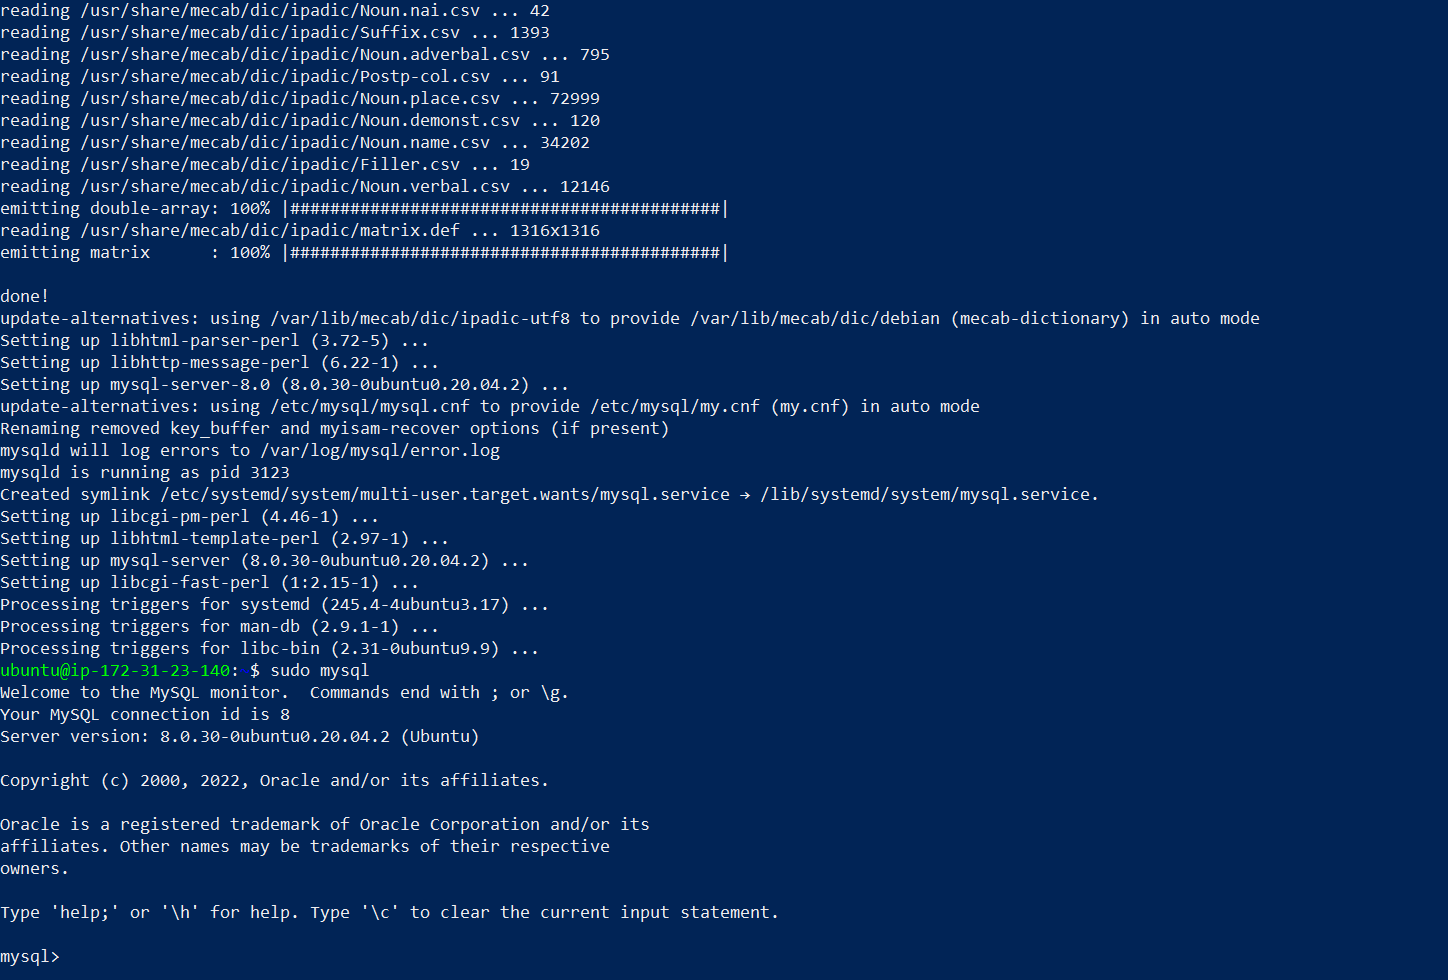 reading /usr/share/mecab/dic/ipadic/Noun.nai.csv ... 42
reading /usr/share/mecab/dic/ipadic/Suffix.csv ... 1393
reading /usr/share/mecab/dic/ipadic/Noun.adverbal.csv ... 795
reading /usr/share/mecab/dic/ipadic/Postp-col.csv ... 91
reading /usr/share/mecab/dic/ipadic/Noun.place.csv ... 72999
reading /usr/share/mecab/dic/ipadic/Noun.demonst.csv ... 120
reading /usr/share/mecab/dic/ipadic/Noun.name.csv ... 34202
reading /usr/share/mecab/dic/ipadic/Filler.csv ... 19
reading /usr/share/mecab/dic/ipadic/Noun.verbal.csv ... 12146
emitting double-array: 100% |###########################################|
reading /usr/share/mecab/dic/ipadic/matrix.def ... 1316x1316
emitting matrix      : 100% |###########################################|

done!
update-alternatives: using /var/lib/mecab/dic/ipadic-utf8 to provide /var/lib/mecab/dic/debian (mecab-dictionary) in auto mode
Setting up libhtml-parser-perl (3.72-5) ...
Setting up libhttp-message-perl (6.22-1) ...
Setting up mysql-server-8.0 (8.0.30-0ubuntu0.20.04.2) ...
update-alternatives: using /etc/mysql/mysql.cnf to provide /etc/mysql/my.cnf (my.cnf) in auto mode
Renaming removed key_buffer and myisam-recover options (if present)
mysqld will log errors to /var/log/mysql/error.log
mysqld is running as pid 3123
Created symlink /etc/systemd/system/multi-user.target.wants/mysql.service → /lib/systemd/system/mysql.service.
Setting up libcgi-pm-perl (4.46-1) ...
Setting up libhtml-template-perl (2.97-1) ...
Setting up mysql-server (8.0.30-0ubuntu0.20.04.2) ...
Setting up libcgi-fast-perl (1:2.15-1) ...
Processing triggers for systemd (245.4-4ubuntu3.17) ...
Processing triggers for man-db (2.9.1-1) ...
Processing triggers for libc-bin (2.31-0ubuntu9.9) ...
ubuntu@ip-172-31-23-140: $ sudo mysql
Welcome to the MySQL monitor.  Commands end with ; or \g.
Your MySQL connection id is 8
Server version: 8.0.30-0ubuntu0.20.04.2 (Ubuntu)

Copyright (c) 2000, 2022, Oracle and/or its affiliates.

Oracle is a registered trademark of Oracle Corporation and/or its
affiliates. Other names may be trademarks of their respective
owners.

Type 'help;' or '\h' for help. Type '\c' to clear the current input statement.

mysql>